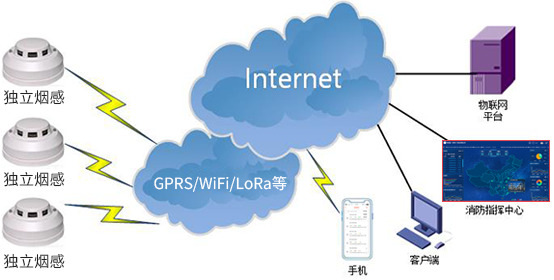 Internet
独立烟感
物联网
平台
独立烟感
GPRS/WiFi/LoRa等
消防指挥中心
独立烟感
手机
客户端